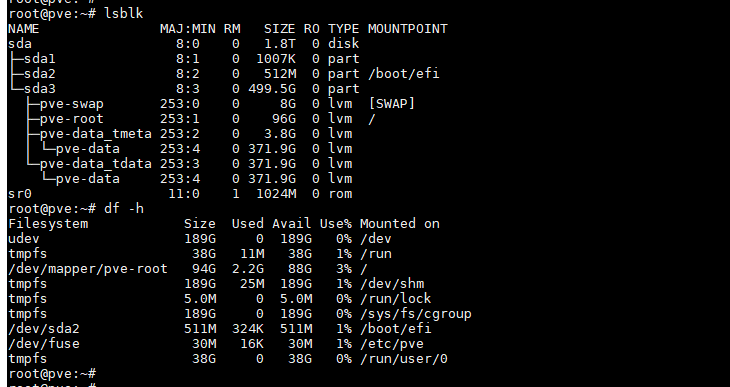 root@pve:~#
root@pve:~# lsblk
NAME                 MAJ:MIN RM   SIZE RO TYPE MOUNTPOINT
sda                    8:0    0   1.8T  0 disk
├─sda1                 8:1    0  1007K  0 part
├─sda2                 8:2    0   512M  0 part /boot/efi
└─sda3                 8:3    0 499.5G  0 part
  ├─pve-swap         253:0    0     8G  0 lvm  [SWAP]
  ├─pve-root         253:1    0    96G  0 lvm  /
  ├─pve-data_tmeta   253:2    0   3.8G  0 lvm
  │ └─pve-data       253:4    0 371.9G  0 lvm
  └─pve-data_tdata   253:3    0 371.9G  0 lvm
    └─pve-data       253:4    0 371.9G  0 lvm
sr0                   11:0    1  1024M  0 rom
root@pve:~# df -h
Filesystem            Size  Used Avail Use% Mounted on
udev                  189G     0  189G   0% /dev
tmpfs                  38G   11M   38G   1% /run
/dev/mapper/pve-root   94G  2.2G   88G   3% /
tmpfs                 189G   25M  189G   1% /dev/shm
tmpfs                 5.0M     0  5.0M   0% /run/lock
tmpfs                 189G     0  189G   0% /sys/fs/cgroup
/dev/sda2             511M  324K  511M   1% /boot/efi
/dev/fuse              30M   16K   30M   1% /etc/pve
tmpfs                  38G     0   38G   0% /run/user/0
root@pve:~#